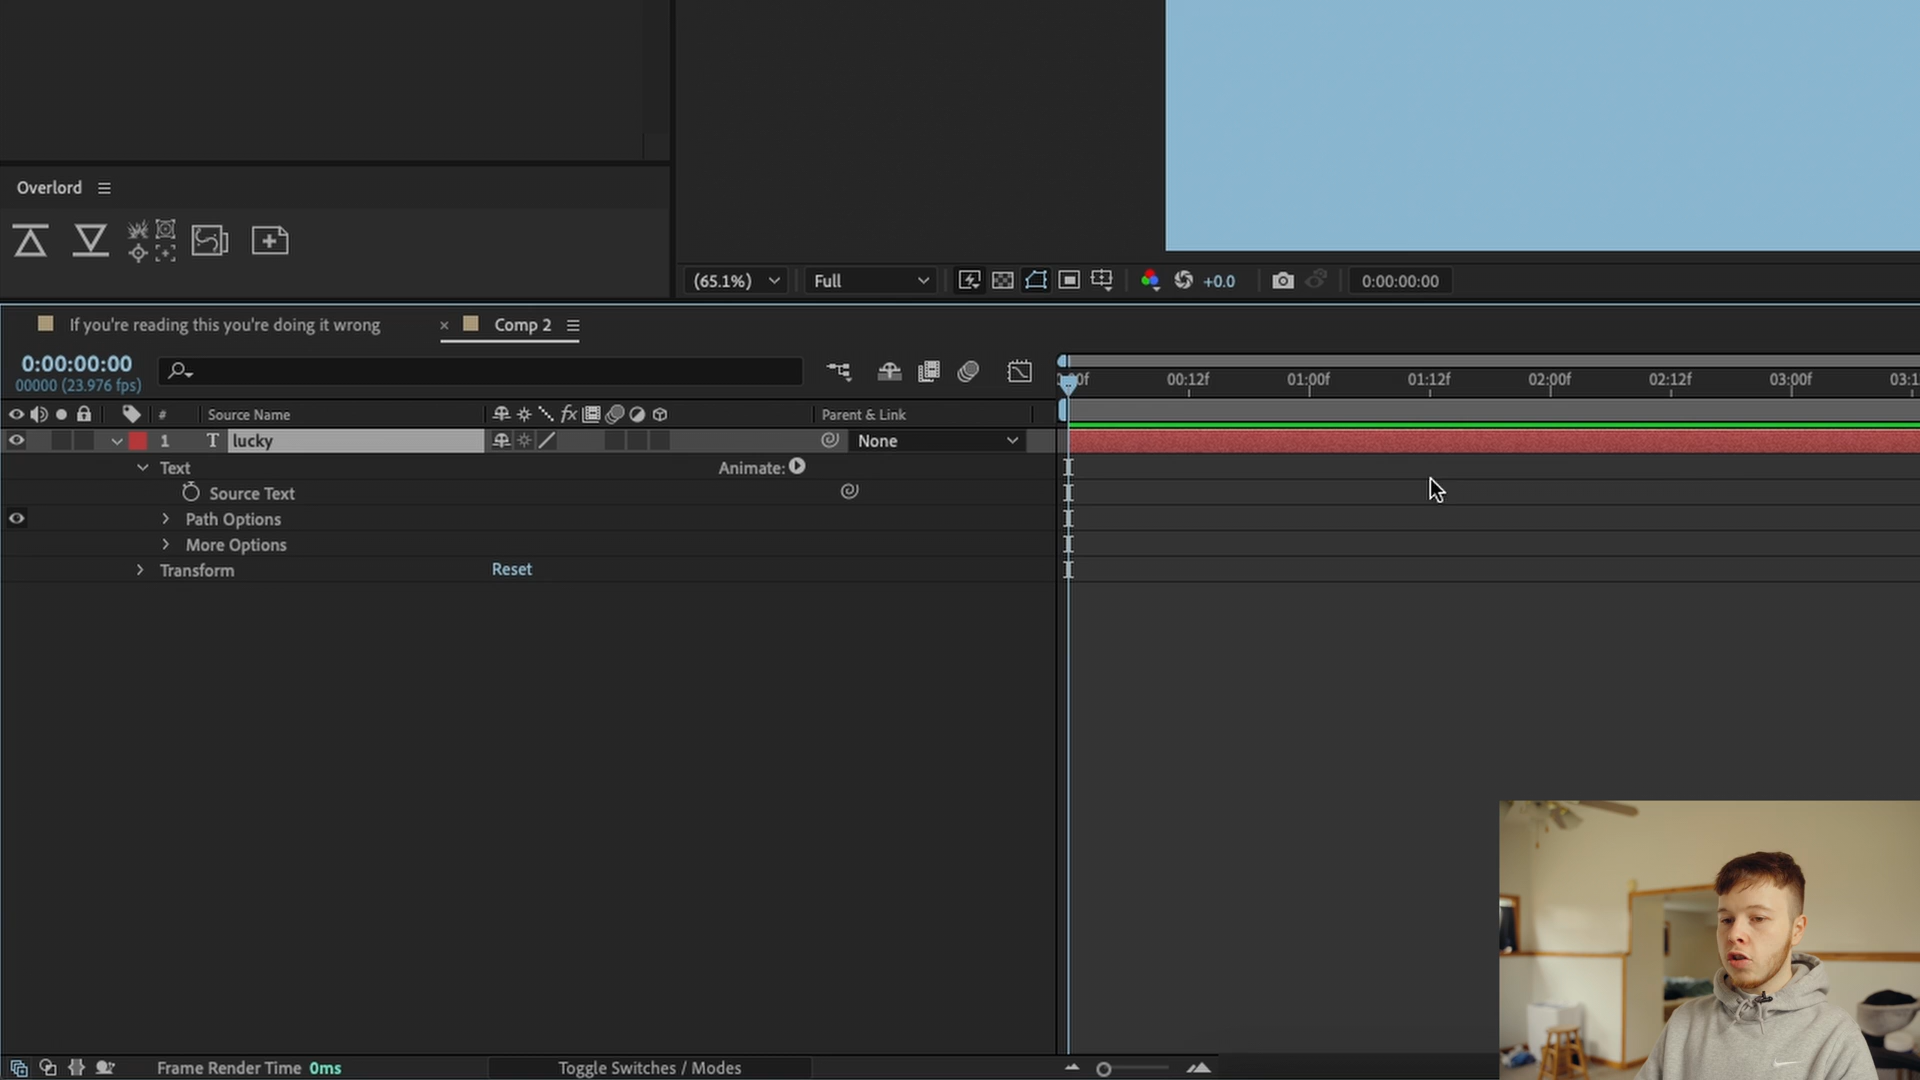 Overlord
(65.1%)
Full
+0.0
0:00:00:00
If you're reading this you're doing it wrong
× Comp 2
0:00:00:00
00000 (23.976 fps)
00:12f
01:00f
01:12f
02:00f
02:12f
03:00f
# Source Name
fx
Parent & Link
1 T lucky
None
Text
Animate:
Source Text
Path Options
More Options
Transform
Reset
Frame Render Time 0ms
Toggle Switches / Modes